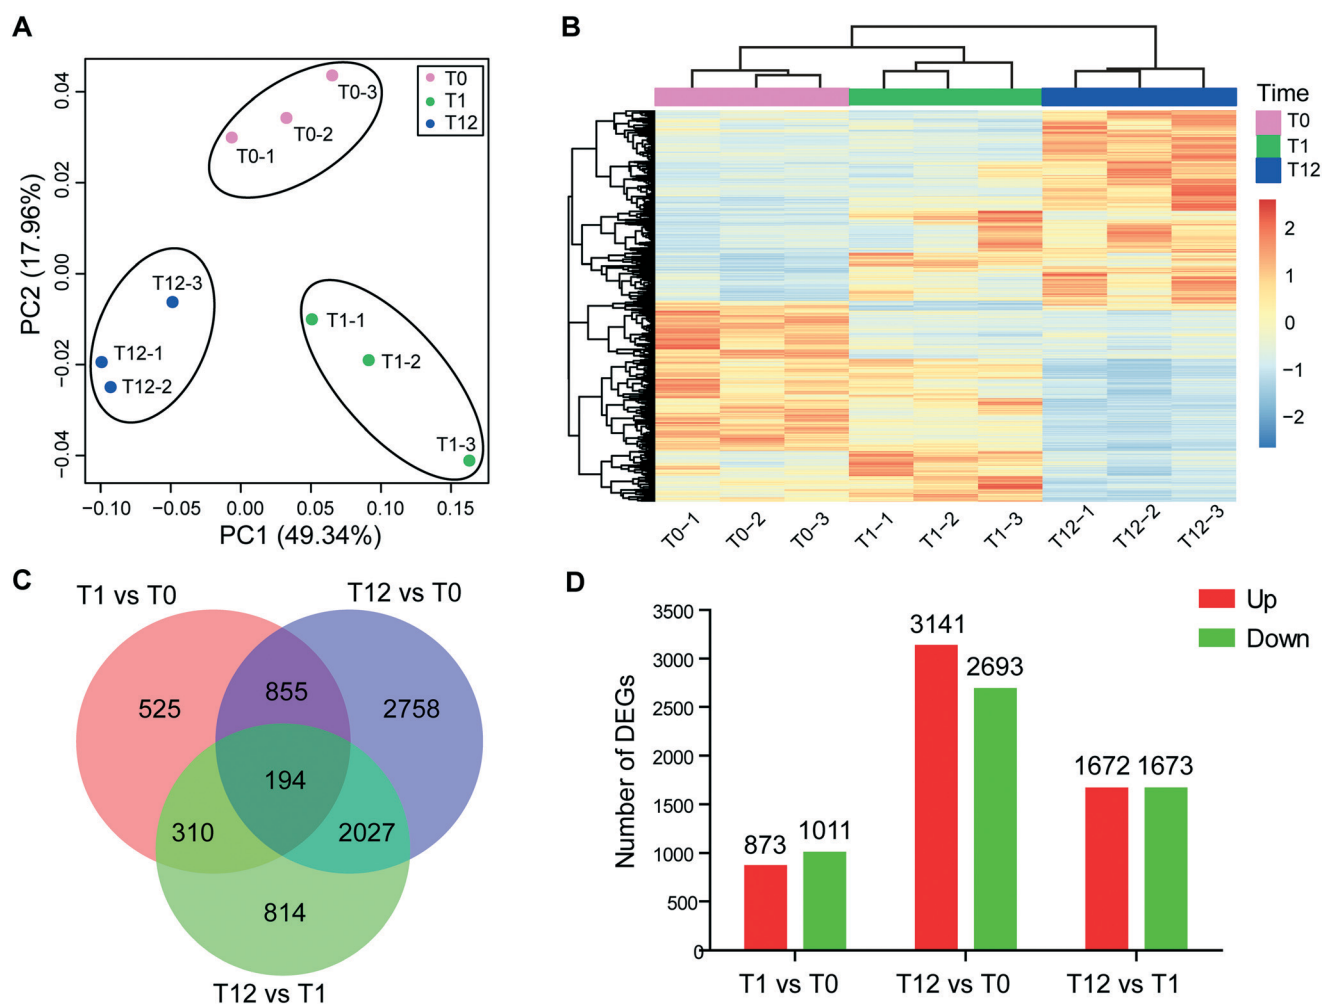 A
T0
T1
T12
T0-3
T0-2
T0-1
T12-3
T12-1
T12-2
T1-1
T1-2
T1-3
0.04
0.02
0.00
−0.02
−0.04
PC2 (17.96%)
−0.10
−0.05
0.00
0.05
0.10
0.15
PC1 (49.34%)
B
Time
T0
T1
T12
2
1
0
−1
−2
T0−1
T0−2
T0−3
T1−1
T1−2
T1−3
T12−1
T12−2
T12−3
C
T1 vs T0
T12 vs T0
525
855
2758
194
310
2027
814
T12 vs T1
D
Up
Down
Number of DEGs
3500
3000
2500
2000
1500
1000
500
0
873
1011
3141
2693
1672
1673
T1 vs T0
T12 vs T0
T12 vs T1